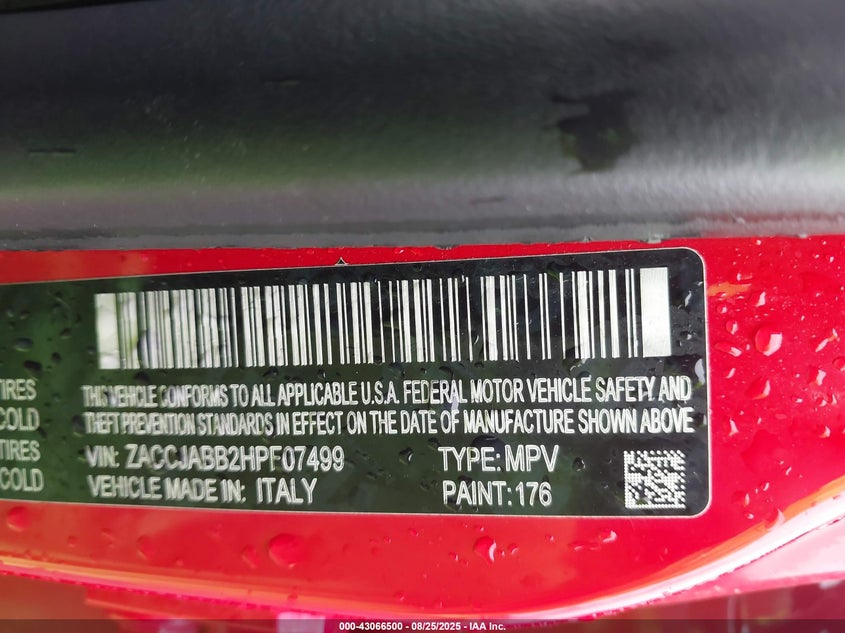 TIRES
COLD
TIRES
COLD
THIS VEHICLE CONFORMS TO ALL APPLICABLE U.S.A. FEDERAL MOTOR VEHICLE SAFETY AND
THEFT PREVENTION STANDARDS IN EFFECT ON THE DATE OF MANUFACTURE SHOWN ABOVE
VIN: ZACCJABB2HPF07499
TYPE: MPV
VEHICLE MADE IN: ITALY
PAINT: 176
000-43066500 - 08/25/2025 - IAA Inc.